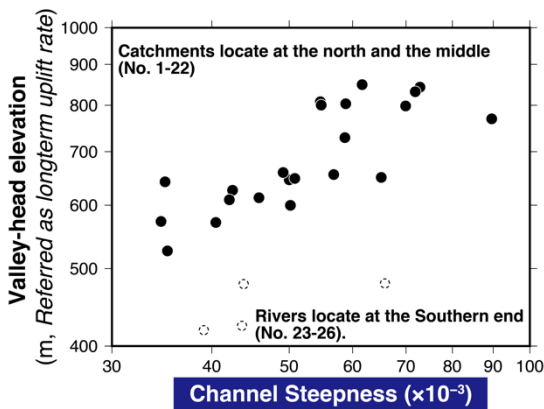 1000
900
800
700
600
500
400
Catchments locate at the north and the middle
(No. 1-22)
Rivers locate at the Southern end
(No. 23-26).
30
50
70
80
90
100
Valley-head elevation
(m, Referred as longterm uplift rate)
Channel Steepness (×10⁻³)